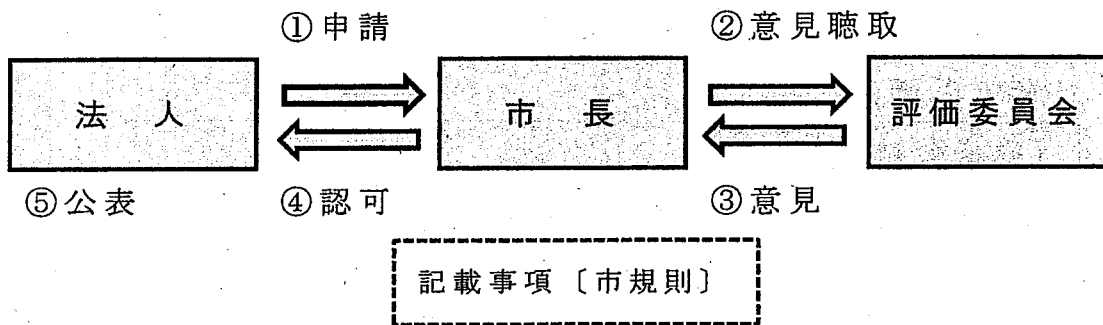 ①申請 ②意見聴取
法人 市長 評価委員会
⑤公表 ④認可 ③意見
記載事項〔市規則〕